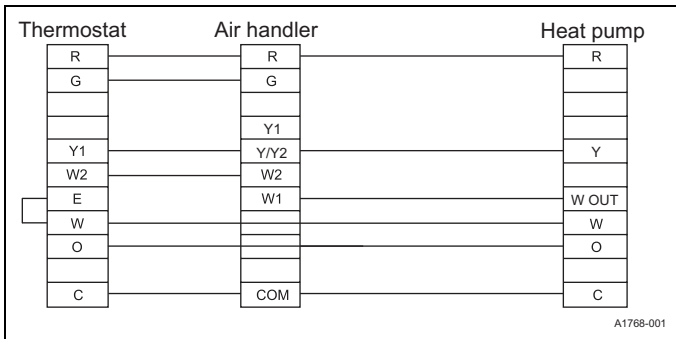 Thermostat Air handler Heat pump
R R R
G G
Y1
Y1 Y/Y2 Y
W2 W2
E W1 W OUT
W W
O O
C COM C
A1768-001